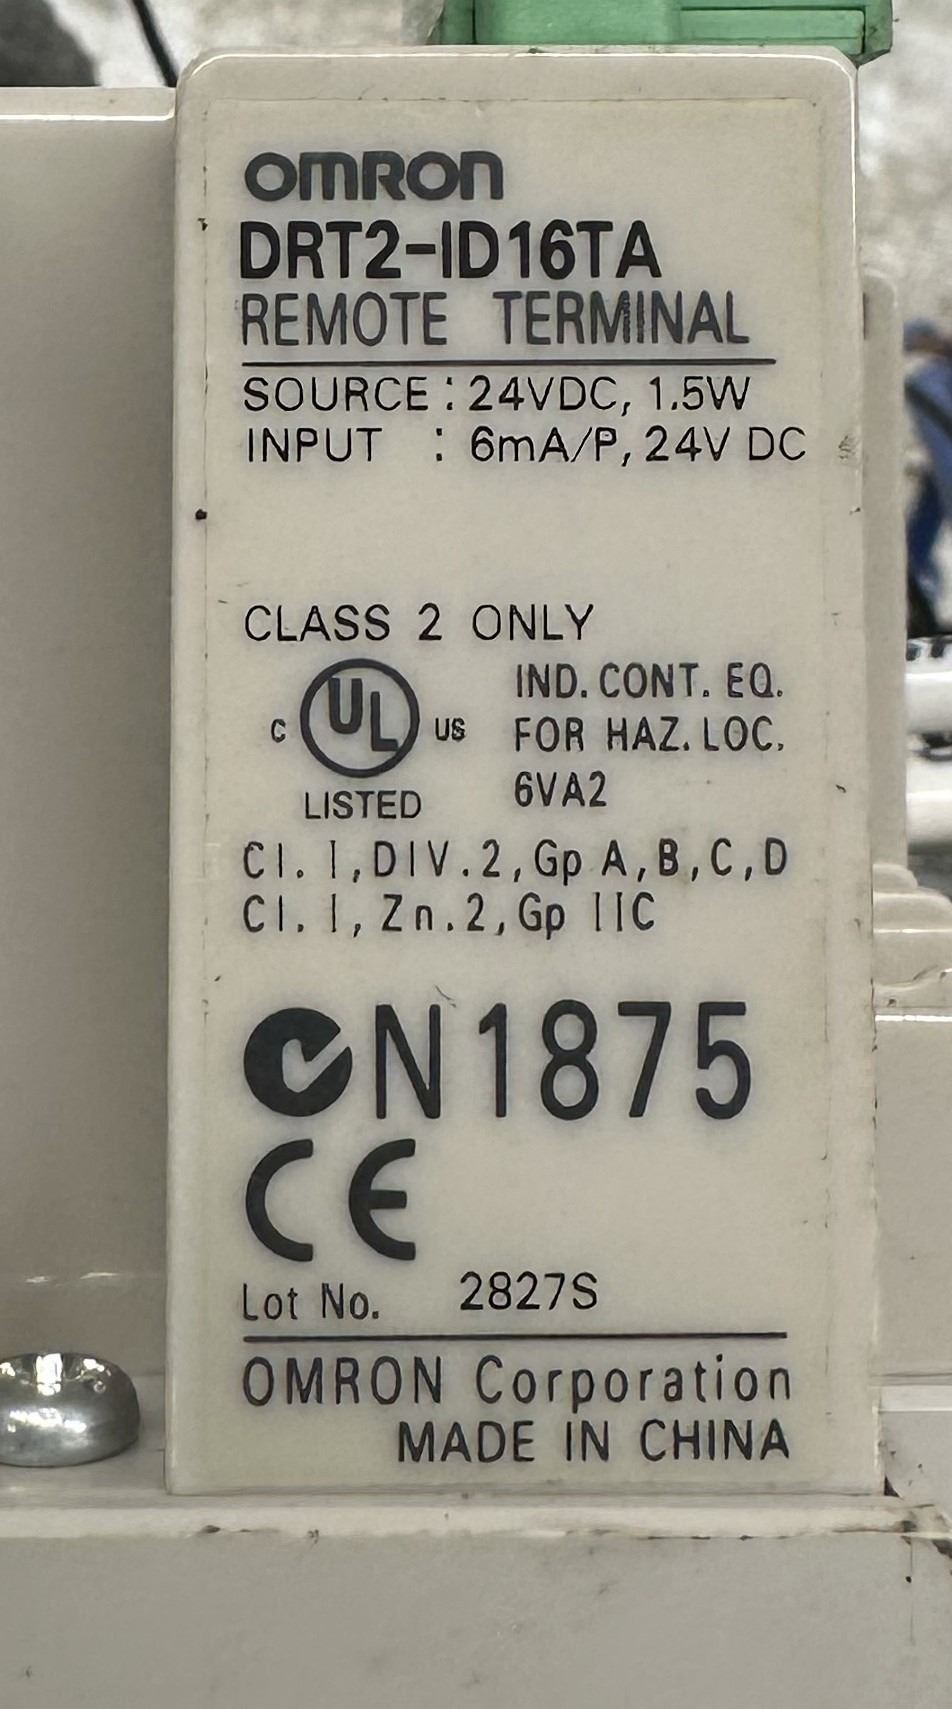 OMRON
DRT2-ID16TA
REMOTE TERMINAL
SOURCE : 24VDC, 1.5W
INPUT : 6mA/P, 24V DC
CLASS 2 ONLY
C UL US
LISTED
IND. CONT. EQ.
FOR HAZ. LOC.
6VA2
Cl. I, DIV.2, Gp A,B,C,D
Cl. I, Zn.2, Gp IIC
N1875
CE
Lot No. 2827S
OMRON Corporation
MADE IN CHINA